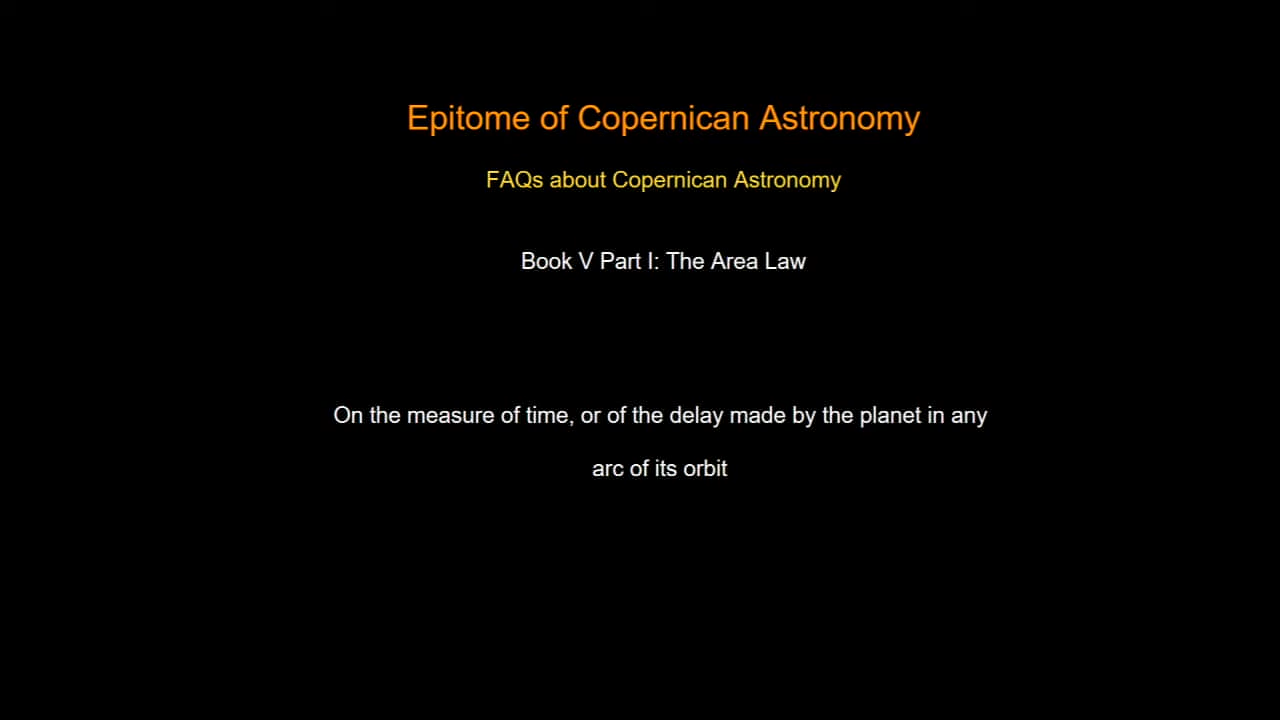 Epitome of Copernican Astronomy
FAQs about Copernican Astronomy
Book V Part I: The Area Law
On the measure of time, or of the delay made by the planet in any
arc of its orbit